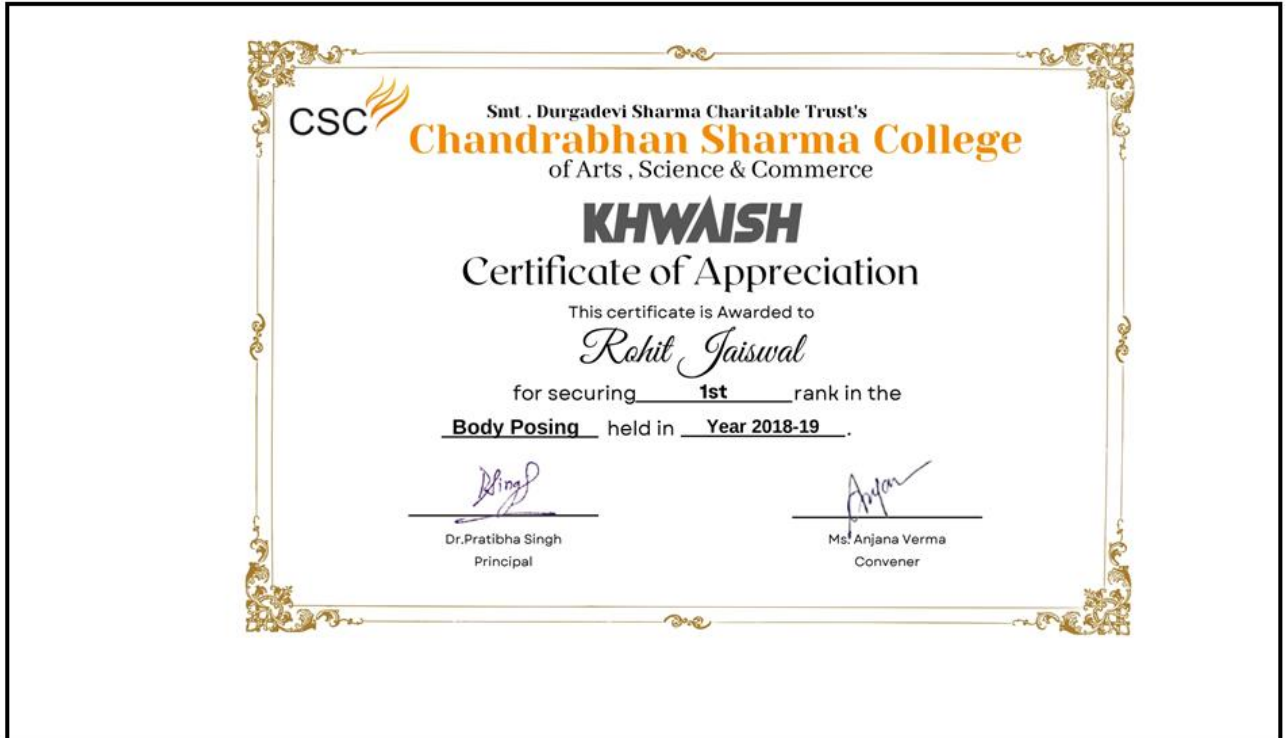 CSC
Smt . Durgadevi Sharma Charitable Trust's
Chandrabhan Sharma College
of Arts , Science & Commerce
KHWAISH
Certificate of Appreciation
This certificate is Awarded to
Rohit Jaiswal
for securing 1st rank in the
Body Posing held in Year 2018-19 .
DSingh
Anjana
Dr.Pratibha Singh
Ms. Anjana Verma
Principal
Convener